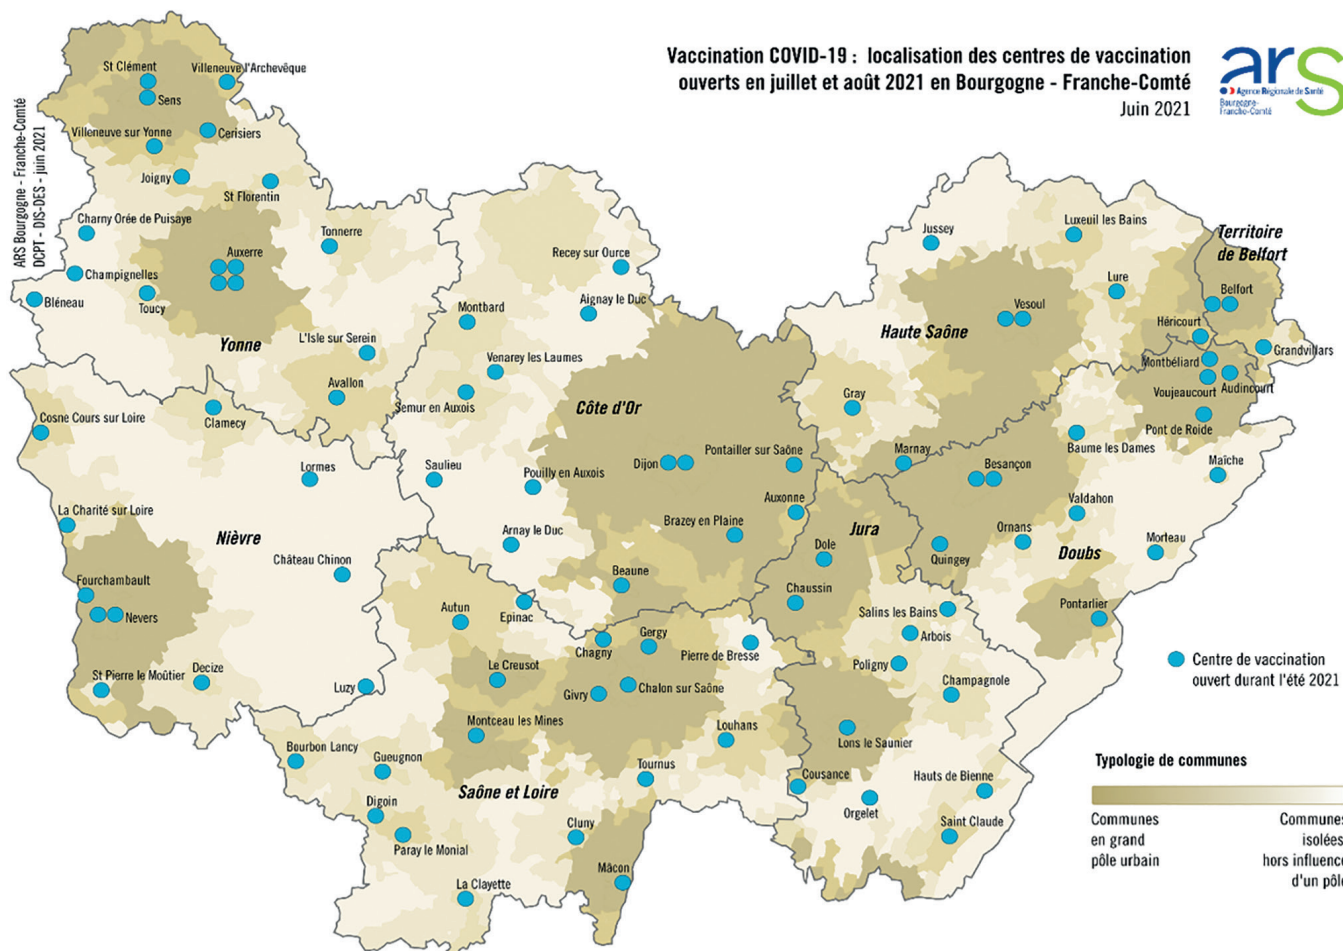 Vaccination COVID-19 : localisation des centres de vaccination
ouverts en juillet et août 2021 en Bourgogne - Franche-Comté
Juin 2021
ars
Agence Régionale de Santé
Bourgogne-
Franche-Comté
ARS Bourgogne - Franche-Comté
DCPT - DIS-DES - juin 2021
St Clément
Villeneuve l'Archevêque
Sens
Villeneuve sur Yonne
Cerisiers
Joigny
St Florentin
Charny Orée de Puisaye
Auxerre
Tonnerre
Champignelles
Bléneau
Toucy
Yonne
L'Isle sur Serein
Avallon
Recey sur Ource
Aignay le Duc
Montbard
Venarey les Laumes
Semur en Auxois
Côte d'Or
Saulieu
Pouilly en Auxois
Dijon
Pontailler sur Saône
Auxonne
Arnay le Duc
Brazey en Plaine
Beaune
Jussey
Luxeuil les Bains
Territoire
de Belfort
Lure
Belfort
Vesoul
Haute Saône
Héricourt
Grandvillars
Montbéliard
Gray
Voujeaucourt
Audincourt
Pont de Roide
Marnay
Besançon
Baume les Dames
Maîche
Valdahon
Ornans
Quingey
Doubs
Morteau
Pontarlier
Cosne Cours sur Loire
Clamecy
Lormes
La Charité sur Loire
Nièvre
Château Chinon
Fourchambault
Nevers
St Pierre le Moûtier
Decize
Luzy
Jura
Dole
Chaussin
Salins les Bains
Arbois
Poligny
Champagnole
Lons le Saunier
Cousance
Orgelet
Hauts de Bienne
Saint Claude
Autun
Epinac
Chagny
Gergy
Pierre de Bresse
Le Creusot
Givry
Chalon sur Saône
Montceau les Mines
Louhans
Bourbon Lancy
Gueugnon
Tournus
Saône et Loire
Digoin
Paray le Monial
Cluny
Mâcon
La Clayette
Centre de vaccination
ouvert durant l'été 2021
Typologie de communes
Communes
en grand
pôle urbain
Communes
isolées
hors influence
d'un pôle